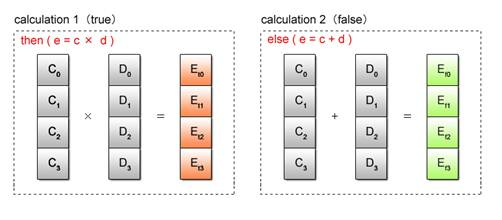 calculation 1 (true)
then ( e = c × d )
C0 D0 Et0
C1 D1 Et1
× =
C2 D2 Et2
C3 D3 Et3
calculation 2 (false)
else ( e = c + d )
C0 D0 Ef0
C1 D1 Ef1
+ =
C2 D2 Ef2
C3 D3 Ef3